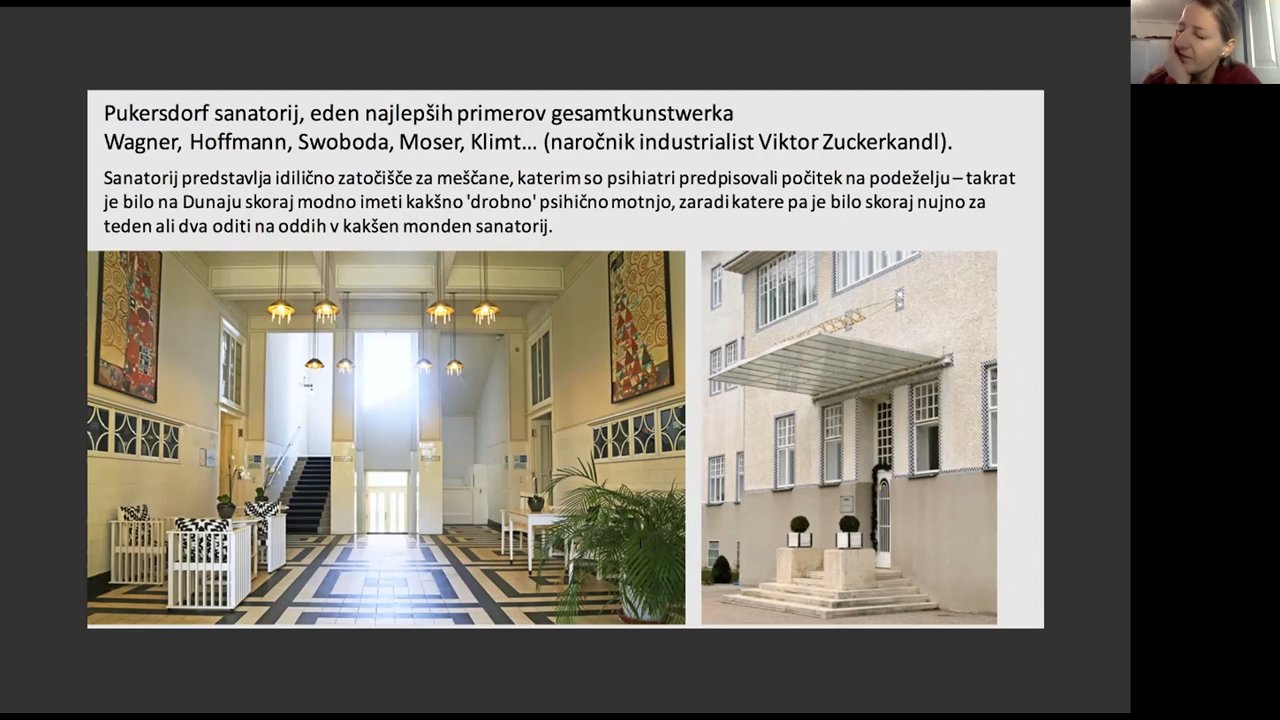 Pukersdorf sanatorij, eden najlepših primerov gesamtkunstwerka
Wagner, Hoffmann, Swoboda, Moser, Klimt... (naročnik industrialist Viktor Zuckerkandl).
Sanatorij predstavlja idilično zatočišče za meščane, katerim so psihiatri predpisovali počitek na podeželju – takrat
je bilo na Dunaju skoraj modno imeti kakšno 'drobno' psihično motnjo, zaradi katere pa je bilo skoraj nujno za
teden ali dva oditi na oddih v kakšen monden sanatorij.